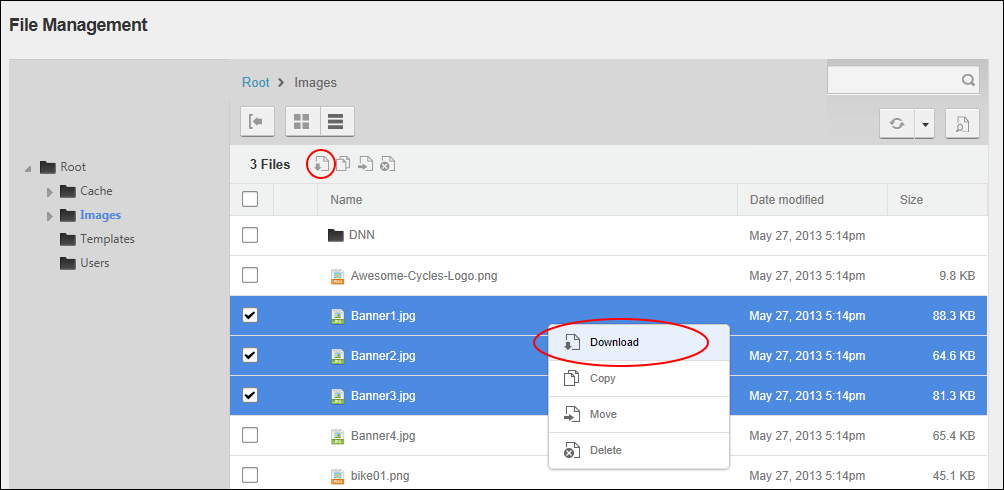 File Management
Root > Images
3 Files
Root
Cache
Images
Templates
Users
Name Date modified Size
DNN May 27, 2013 5:14pm
Awesome-Cycles-Logo.png May 27, 2013 5:14pm 9.8 KB
Banner1.jpg May 27, 2013 5:14pm 88.3 KB
Banner2.jpg May 27, 2013 5:14pm 64.6 KB
Banner3.jpg May 27, 2013 5:14pm 81.3 KB
Banner4.jpg May 27, 2013 5:14pm 65.4 KB
bike01.png May 27, 2013 5:14pm 45.1 KB
Download
Copy
Move
Delete